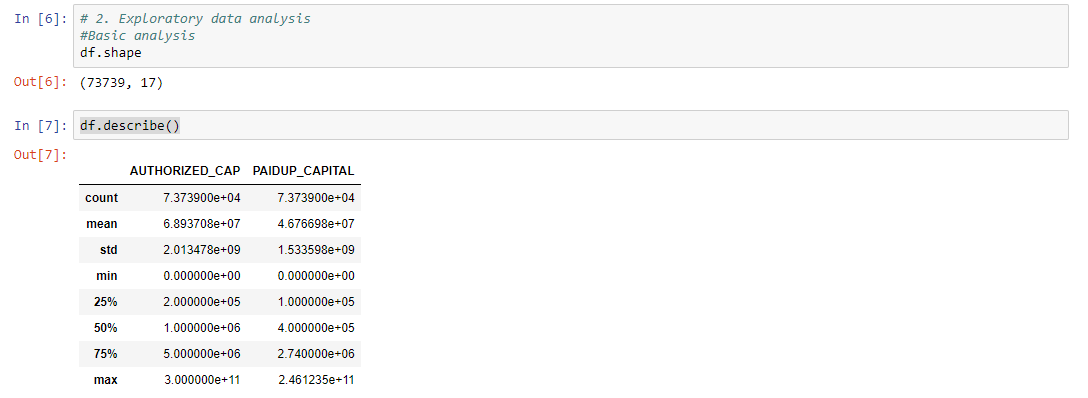 In [6]: # 2. Exploratory data analysis
#Basic analysis
df.shape
Out[6]: (73739, 17)
In [7]: df.describe()
Out[7]:
AUTHORIZED_CAP PAIDUP_CAPITAL
count 7.373900e+04 7.373900e+04
mean 6.893708e+07 4.676698e+07
std 2.013478e+09 1.533598e+09
min 0.000000e+00 0.000000e+00
25% 2.000000e+05 1.000000e+05
50% 1.000000e+06 4.000000e+05
75% 5.000000e+06 2.740000e+06
max 3.000000e+11 2.461235e+11